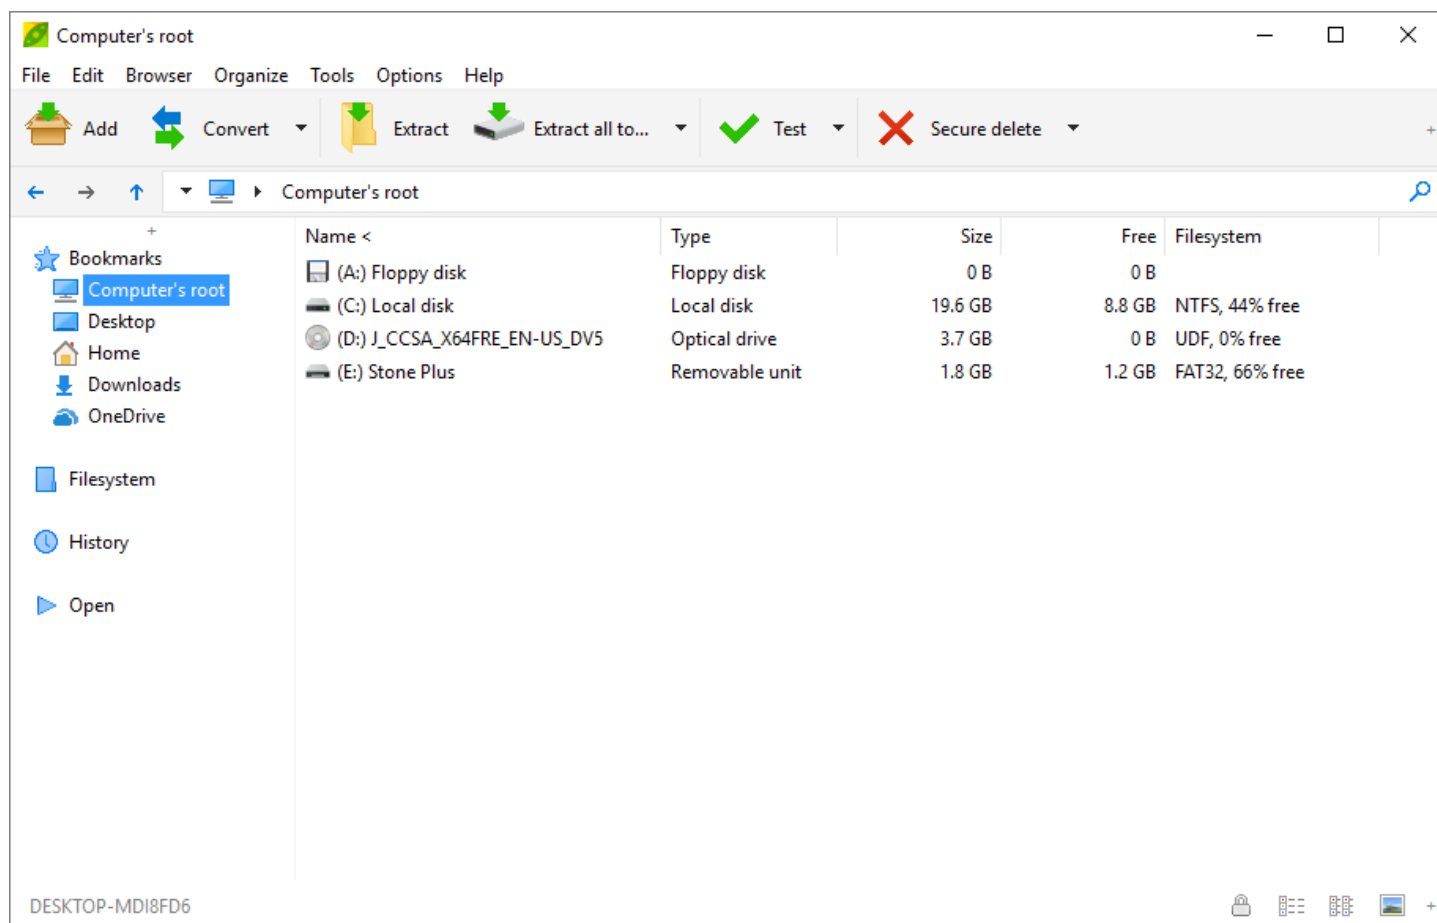 Computer's root
File Edit Browser Organize Tools Options Help
Add Convert Extract Extract all to... Test Secure delete +
Computer's root
+
Bookmarks
Computer's root
Desktop
Home
Downloads
OneDrive
Filesystem
History
Open
Name < Type Size Free Filesystem
(A:) Floppy disk Floppy disk 0 B 0 B
(C:) Local disk Local disk 19.6 GB 8.8 GB NTFS, 44% free
(D:) J_CCSA_X64FRE_EN-US_DV5 Optical drive 3.7 GB 0 B UDF, 0% free
(E:) Stone Plus Removable unit 1.8 GB 1.2 GB FAT32, 66% free
DESKTOP-MDI8FD6 +